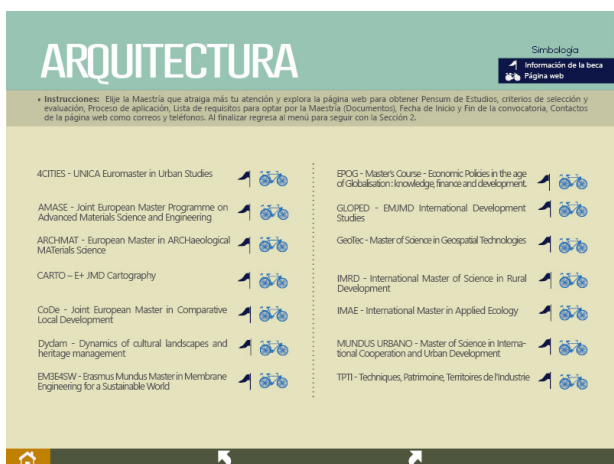 ARQUITECTURA
Simbología
Información de la beca
Página web
• Instrucciones: Elije la Maestría que atraiga más tu atención y explora la página web para obtener Pensum de Estudios, criterios de selección y
evaluación, Proceso de aplicación, Lista de requisitos para optar por la Maestría (Documentos), Fecha de Inicio y Fin de la convocatoria, Contactos
de la página web como correos y teléfonos. Al finalizar regresa al menú para seguir con la Sección 2.
4CITIES - UNICA Euromaster in Urban Studies
AMASE - Joint European Master Programme on
Advanced Materials Science and Engineering
ARCHMAT - European Master in ARCHaeological
MATerials Science
CARTO – E+ JMD Cartography
CoDe - Joint European Master in Comparative
Local Development
Dyclam - Dynamics of cultural landscapes and
heritage management
EM3E4SW - Erasmus Mundus Master in Membrane
Engineering for a Sustainable World
EPOG - Master's Course - Economic Policies in the age
of Globalisation : knowledge, finance and development.
GLOPED - EMJMD International Development
Studies
GeoTec - Master of Science in Geospatial Technologies
IMRD - International Master of Science in Rural
Development
IMAE - International Master in Applied Ecology
MUNDUS URBANO - Master of Science in Interna-
tional Cooperation and Urban Development
TPTI - Techniques, Patrimoine, Territoires de l'Industrie